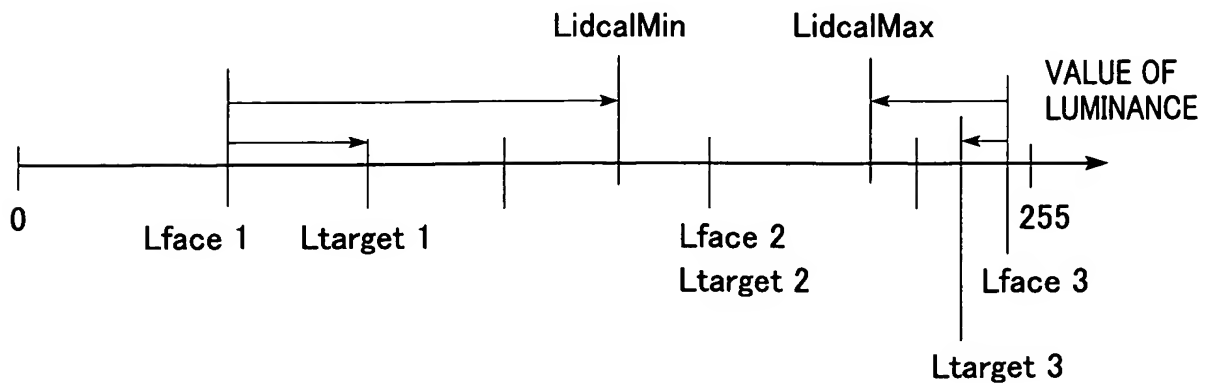 LidcalMin
LidcalMax
VALUE OF
LUMINANCE
0
255
Lface 1
Ltarget 1
Lface 2
Ltarget 2
Lface 3
Ltarget 3